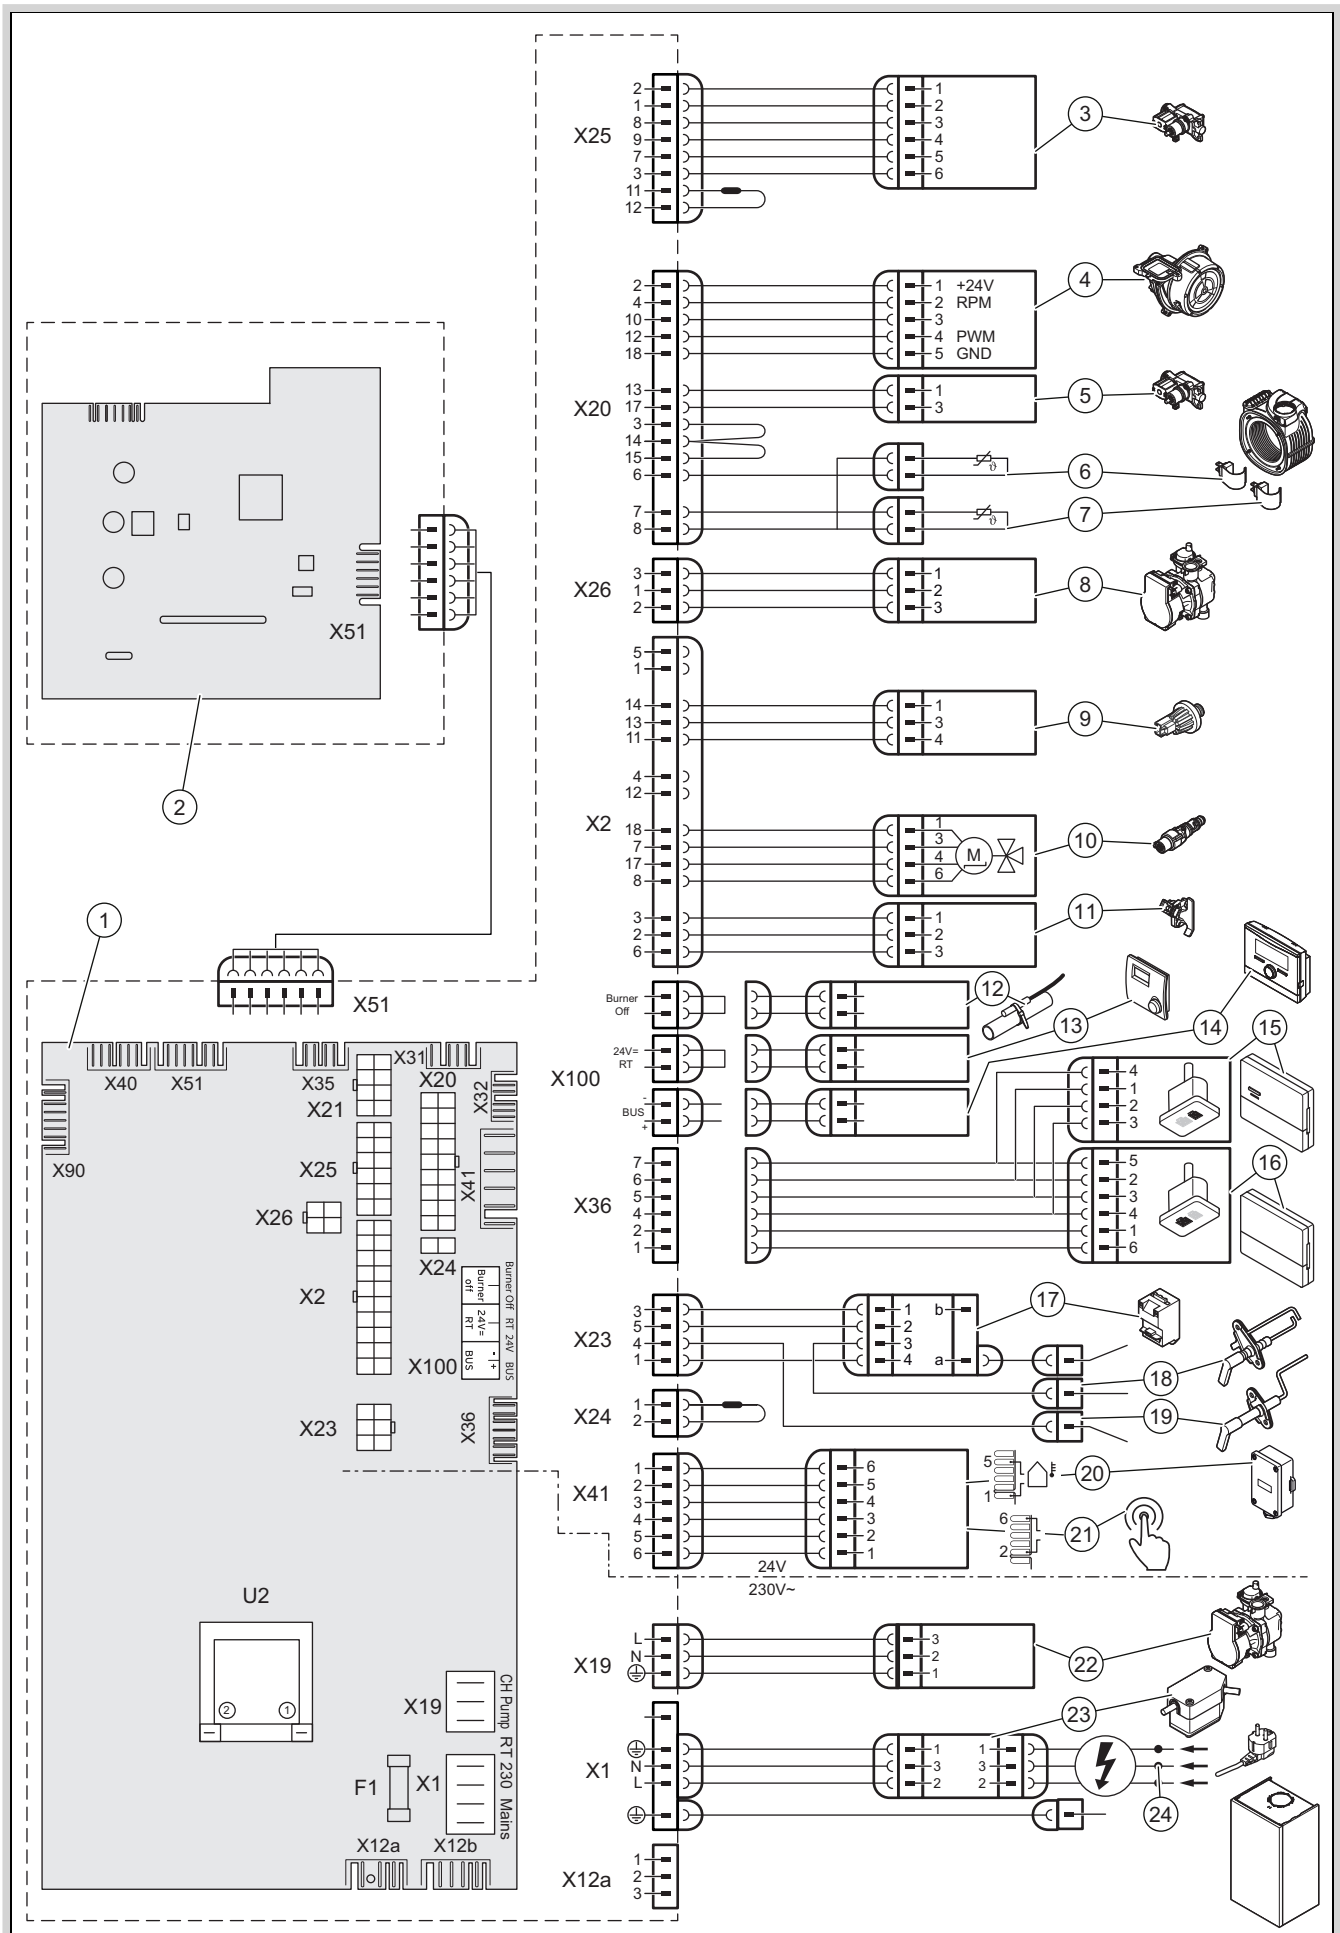 X25
2
1
1
2
8
3
9
4
7
5
3
6
11
12
3
X20
2
1 +24V
4
2 RPM
10
3
12
4 PWM
18
5 GND
4
13
1
17
3
5
3
14
15
6
ϑ
6
7
ϑ
8
7
X26
3
1
1
2
2
3
8
X51
2
X2
5
1
14
1
13
3
11
4
9
4
12
18
1
7
3
17
4
8
6
M
10
3
1
2
2
6
3
11
1
X51
X100
Burner
Off
12
24V=
RT
13
-
BUS
+
14
4
1
2
3
15
X36
7
5
6
2
5
3
4
4
2
1
1
6
16
X23
3
1
b
5
2
4
3
1
4
a
17
18
19
X24
1
2
X41
1
6
2
5
3
4
4
3
5
2
6
1
5
1
20
6
2
21
24V
230V~
X19
L
3
N
2
1
22
X1
1
1
N
3
3
L
2
2
23
24
X12a
1
2
3
X40
X51
X35
X31
X21
X20
X32
X90
X25
X41
X26
X24
X2
Burner off
24V= RT
BUS - +
Burner Off RT 24V BUS
X100
X23
X36
U2
2
1
X19
F1
X1
CH Pump RT 230 Mains
X12a
X12b